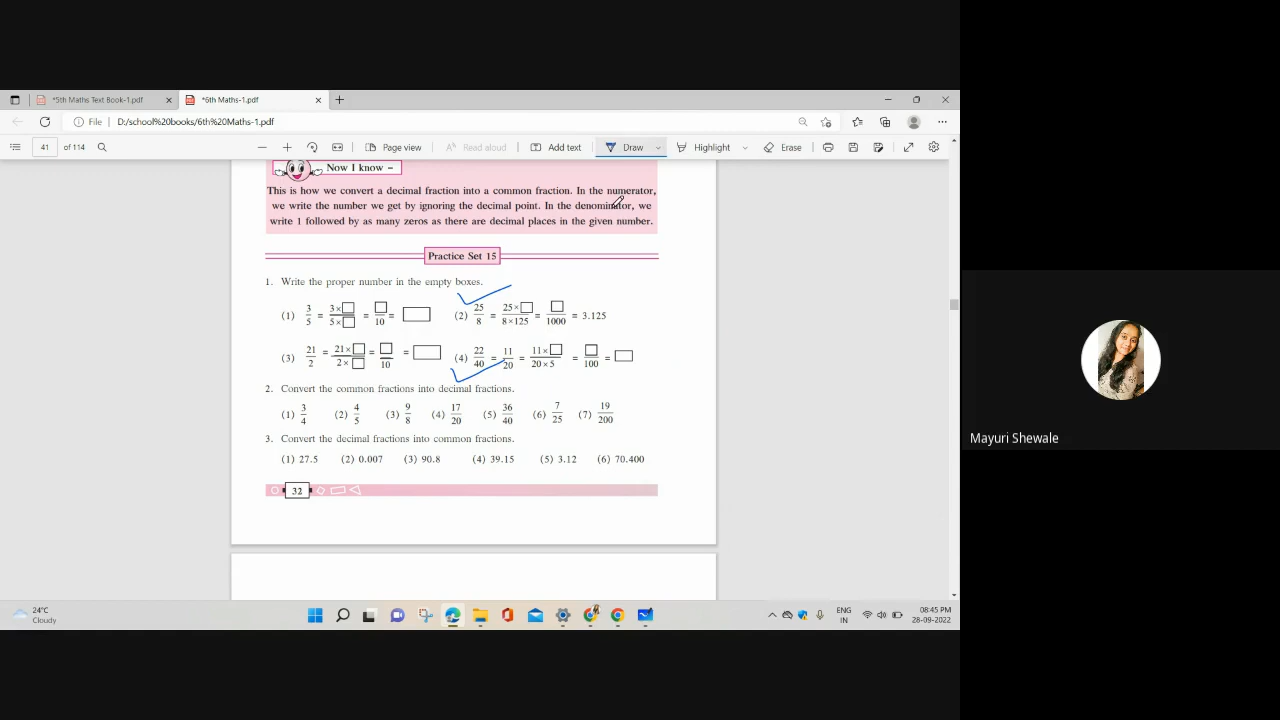 *5th Maths Text Book-1.pdf
*6th Maths-1.pdf
File
D:/school%20books/6th%20Maths-1.pdf
41 of 114
Page view
Read aloud
Add text
Draw
Highlight
Erase
Now I know –
This is how we convert a decimal fraction into a common fraction. In the numerator,
we write the number we get by ignoring the decimal point. In the denominator, we
write 1 followed by as many zeros as there are decimal places in the given number.
Practice Set 15
1. Write the proper number in the empty boxes.
(1) 3/5 = 3×□/5×□ = □/10 = □ (2) 25/8 = 25×□/8×125 = □/1000 = 3.125
(3) 21/2 = 21×□/2×□ = □/10 = □ (4) 22/40 = 11/20 = 11×□/20×5 = □/100 = □
2. Convert the common fractions into decimal fractions.
(1) 3/4 (2) 4/5 (3) 9/8 (4) 17/20 (5) 36/40 (6) 7/25 (7) 19/200
3. Convert the decimal fractions into common fractions.
(1) 27.5 (2) 0.007 (3) 90.8 (4) 39.15 (5) 3.12 (6) 70.400
32
Mayuri Shewale
24°C
Cloudy
ENG
IN
08:45 PM
28-09-2022